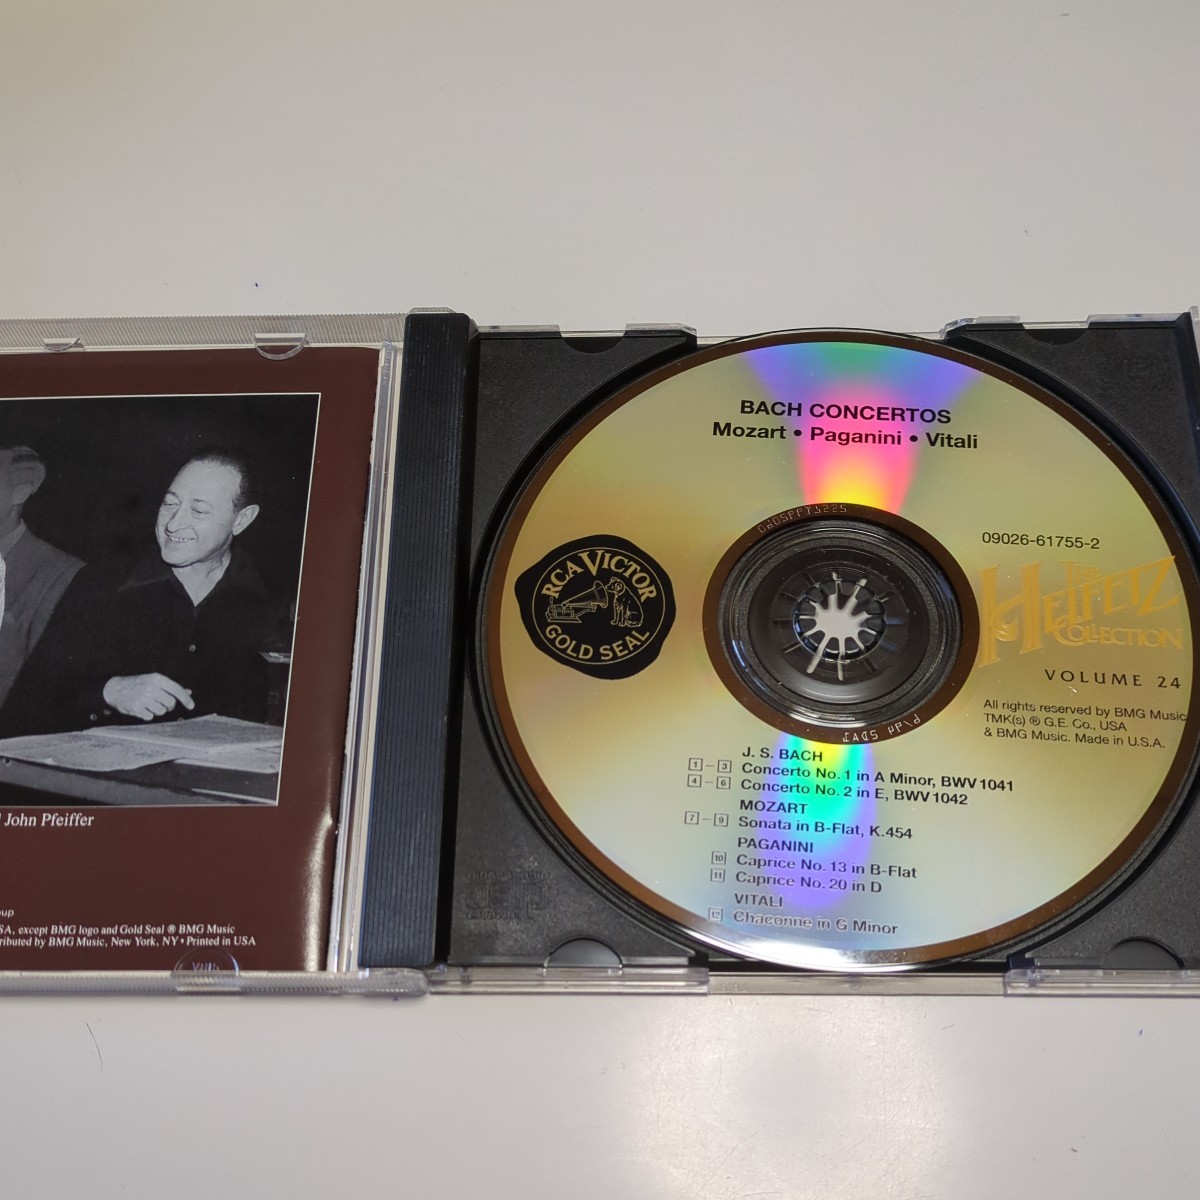 John Pfeiffer
SA, except BMG logo and Gold Seal ® BMG Music
tributed by BMG Music, New York, NY • Printed in USA
BACH CONCERTOS
Mozart • Paganini • Vitali
09026-61755-2
RCA VICTOR
GOLD SEAL
THE
HEIFETZ
COLLECTION
VOLUME 24
All rights reserved by BMG Music
TMK(s) ® G.E. Co., USA
& BMG Music. Made in U.S.A.
J. S. BACH
1 – 3 Concerto No. 1 in A Minor, BWV 1041
4 – 6 Concerto No. 2 in E, BWV 1042
MOZART
7 – 9 Sonata in B-Flat, K. 454
PAGANINI
10 Caprice No. 13 in B-Flat
11 Caprice No. 20 in D
VITALI
12 Chaconne in G Minor